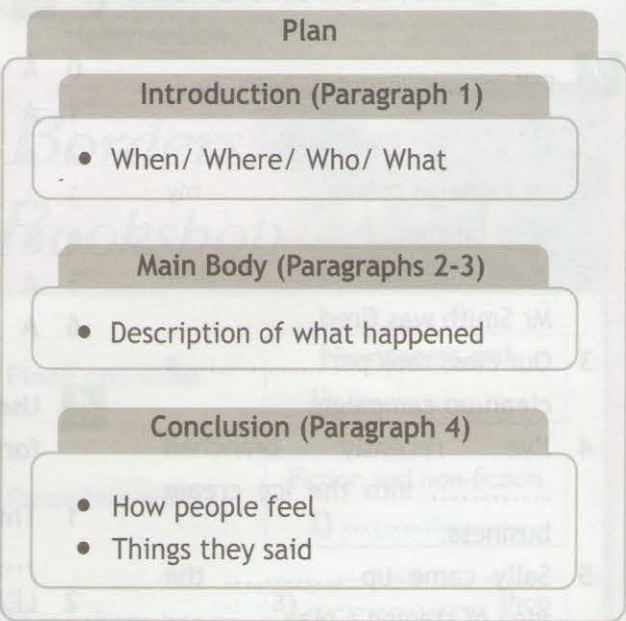 Plan
Introduction (Paragraph 1)
• When/ Where/ Who/ What
Main Body (Paragraphs 2-3)
• Description of what happened
Conclusion (Paragraph 4)
• How people feel
• Things they said